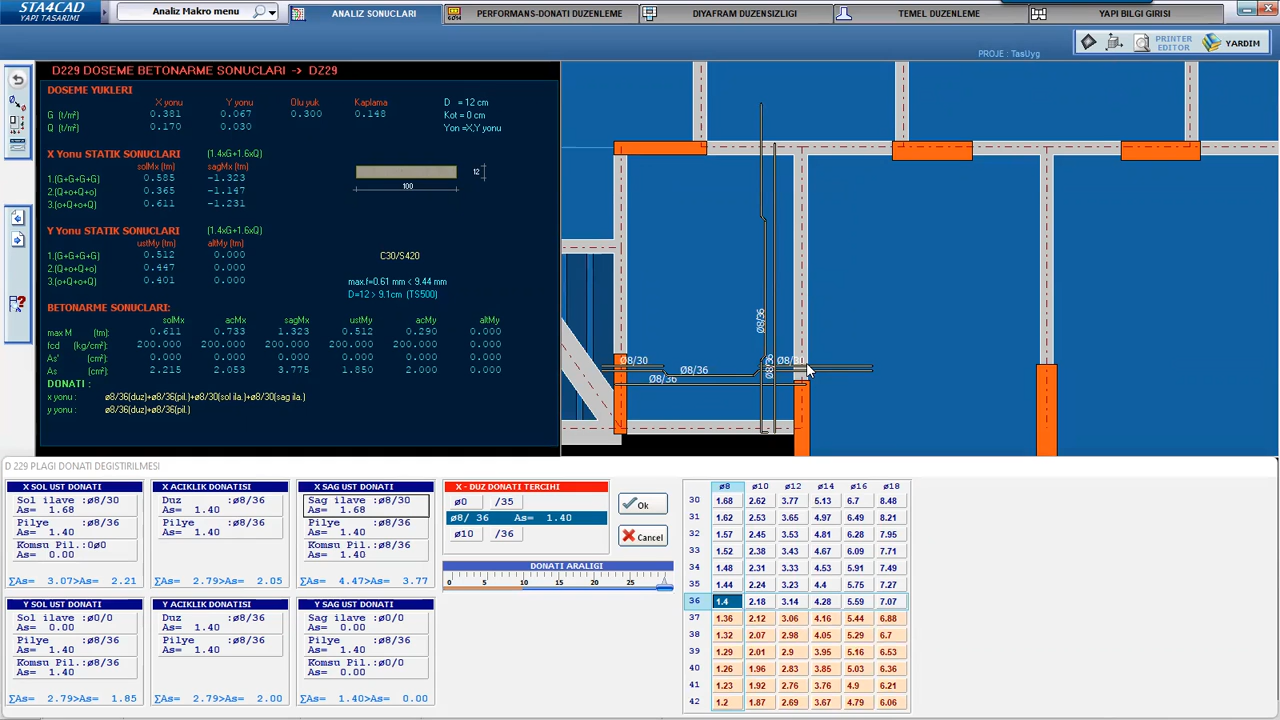 STA4CAD
YAPI TASARIMI
Analiz Makro menu
ANALIZ SONUCLARI
PERFORMANS-DONATI DUZENLEME
DIYAFRAM DUZENSIZLIGI
TEMEL DUZENLEME
YAPI BILGI GIRISI
PROJE : TasUyg
PRINTER
EDITOR
YARDIM
D229 DOSEME BETONARME SONUCLARI -> DZ29
DOSEME YUKLERI
X yonu Y yonu Olu yuk Kaplama D = 12 cm
G (t/m²) 0.381 0.067 0.300 0.148 Kot = 0 cm
Q (t/m²) 0.170 0.030 Yon =X,Y yonu
X Yonu STATIK SONUCLARI (1.4xG+1.6xQ)
solMx (tm) sagMx (tm)
1.(G+G+G+G) 0.585 -1.323
2.(Q+o+Q+o) 0.365 -1.147
3.(o+Q+o+Q) 0.611 -1.231
12
100
Y Yonu STATIK SONUCLARI (1.4xG+1.6xQ)
ustMy (tm) altMy (tm)
1.(G+G+G+G) 0.512 0.000
2.(Q+o+Q+o) 0.447 0.000
3.(o+Q+o+Q) 0.401 0.000
C30/S420
max.f=0.61 mm < 9.44 mm
D=12 > 9.1cm (TS500)
BETONARME SONUCLARI:
solMx acMx sagMx ustMy acMy altMy
max M (tm) 0.611 0.733 1.323 0.512 0.290 0.000
fcd (kg/cm²) 200.000 200.000 200.000 200.000 200.000 200.000
As' (cm²) 0.000 0.000 0.000 0.000 0.000 0.000
As (cm²) 2.215 2.053 3.775 1.850 2.000 0.000
DONATI :
x yonu : ø8/36(duz)+ø8/36(pil.)+ø8/30(sol ila.)+ø8/30(sag ila.)
y yonu : ø8/36(duz)+ø8/36(pil.)
Ø8/36
Ø8/36
Ø8/30
Ø8/36
Ø8/30
Ø8/36
D 229 PLAGI DONATI DEGISTIRILMESI
X SOL UST DONATI
Sol ilave :ø8/30
As= 1.68
Pilye :ø8/36
As= 1.40
Komsu Pil.:0ø0
As= 0.00
∑As= 3.07>As= 2.21
X ACIKLIK DONATISI
Duz :ø8/36
As= 1.40
Pilye :ø8/36
As= 1.40
∑As= 2.79>As= 2.05
X SAG UST DONATI
Sag ilave :ø8/30
As= 1.68
Pilye :ø8/36
As= 1.40
Komsu Pil.:ø8/36
As= 1.40
∑As= 4.47>As= 3.77
X - DUZ DONATI TERCIHI
ø0 /35
ø8/ 36 As= 1.40
ø10 /36
Ok
Cancel
DONATI ARALIGI
0 5 10 15 20 25
Y SOL UST DONATI
Sol ilave :ø0/0
As= 0.00
Pilye :ø8/36
As= 1.40
Komsu Pil.:ø8/36
As= 1.40
∑As= 2.79>As= 1.85
Y ACIKLIK DONATISI
Duz :ø8/36
As= 1.40
Pilye :ø8/36
As= 1.40
∑As= 2.79>As= 2.00
Y SAG UST DONATI
Sag ilave :ø0/0
As= 0.00
Pilye :ø8/36
As= 1.40
Komsu Pil.:ø0/0
As= 0.00
∑As= 1.40>As= 0.00
ø8 ø10 ø12 ø14 ø16 ø18
30 1.68 2.62 3.77 5.13 6.7 8.48
31 1.62 2.53 3.65 4.97 6.49 8.21
32 1.57 2.45 3.53 4.81 6.28 7.95
33 1.52 2.38 3.43 4.67 6.09 7.71
34 1.48 2.31 3.33 4.53 5.91 7.49
35 1.44 2.24 3.23 4.4 5.75 7.27
36 1.4 2.18 3.14 4.28 5.59 7.07
37 1.36 2.12 3.06 4.16 5.44 6.88
38 1.32 2.07 2.98 4.05 5.29 6.7
39 1.29 2.01 2.9 3.95 5.16 6.53
40 1.26 1.96 2.83 3.85 5.03 6.36
41 1.23 1.92 2.76 3.76 4.9 6.21
42 1.2 1.87 2.69 3.67 4.79 6.06